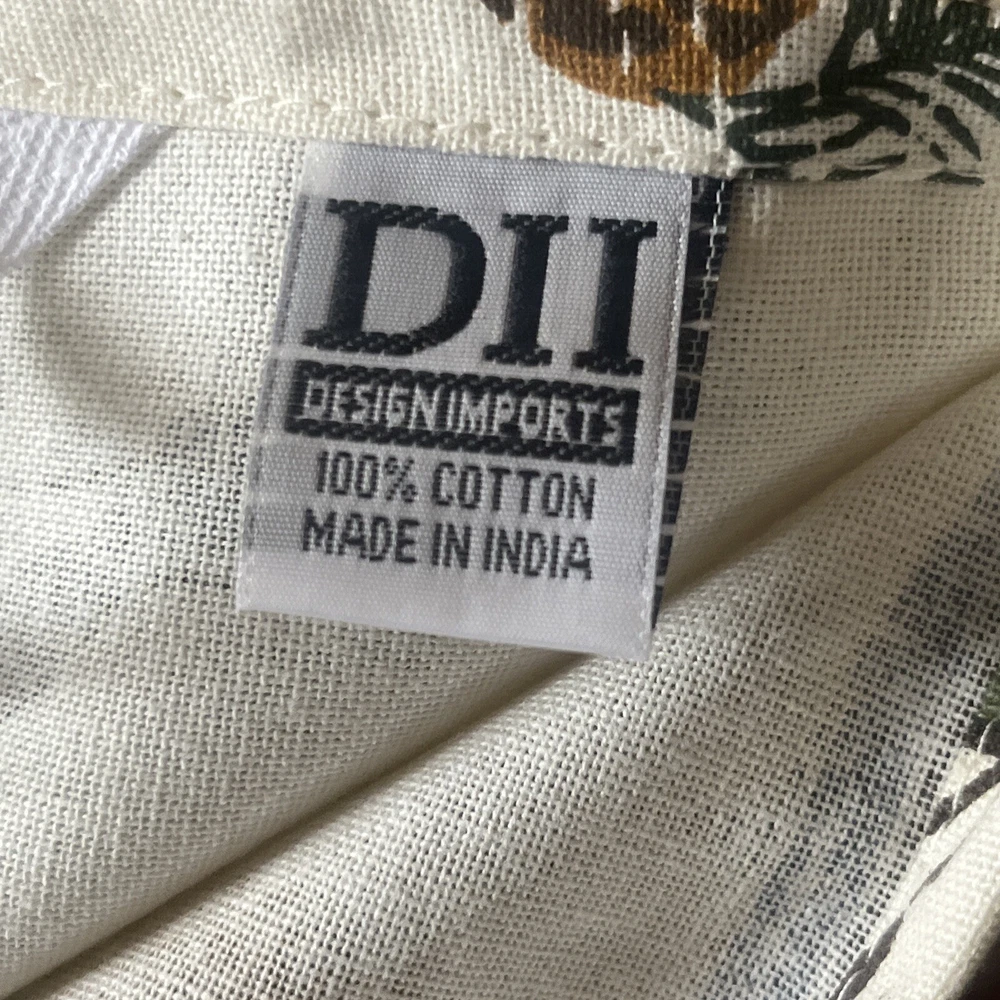 DII
DESIGN IMPORTS
100% COTTON
MADE IN INDIA